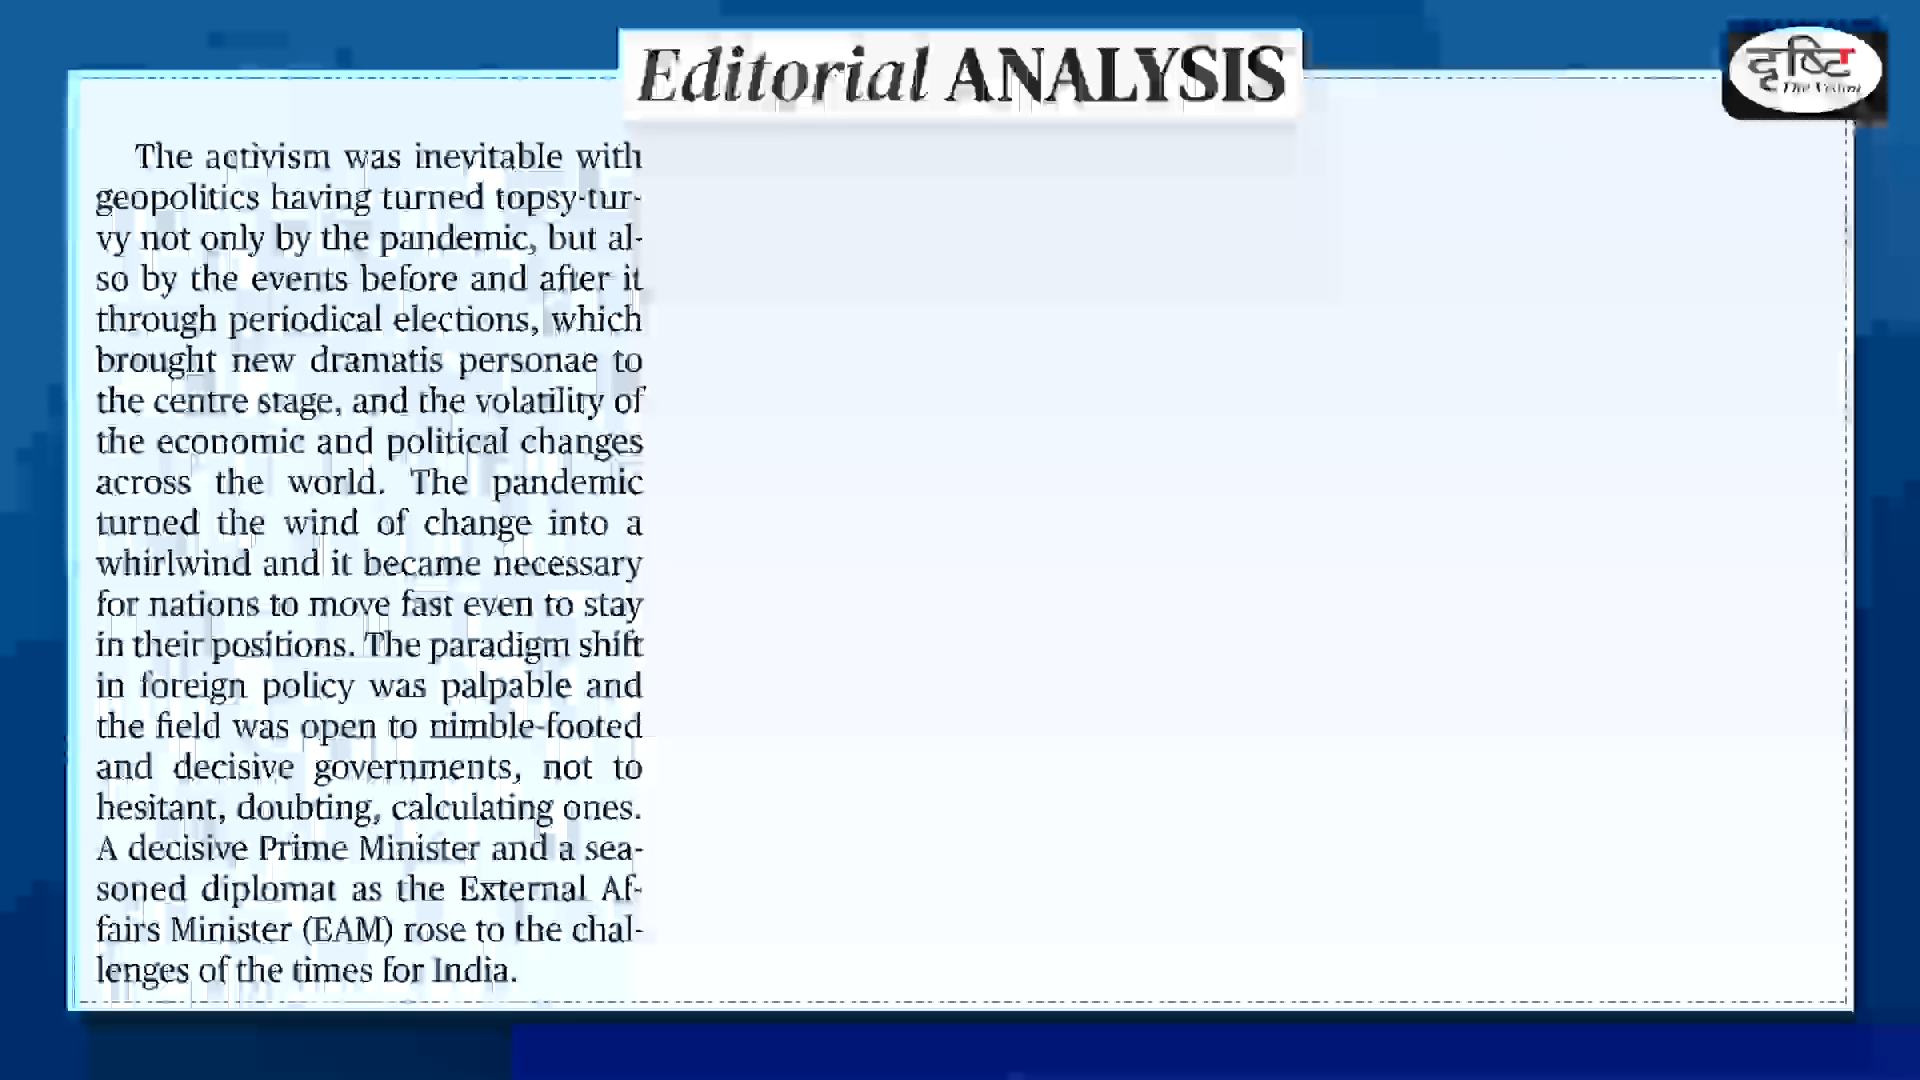 Editorial ANALYSIS
दृष्टि
The Vision
The activism was inevitable with
geopolitics having turned topsy-tur-
vy not only by the pandemic, but al-
so by the events before and after it
through periodical elections, which
brought new dramatis personae to
the centre stage, and the volatility of
the economic and political changes
across the world. The pandemic
turned the wind of change into a
whirlwind and it became necessary
for nations to move fast even to stay
in their positions. The paradigm shift
in foreign policy was palpable and
the field was open to nimble-footed
and decisive governments, not to
hesitant, doubting, calculating ones.
A decisive Prime Minister and a sea-
soned diplomat as the External Af-
fairs Minister (EAM) rose to the chal-
lenges of the times for India.